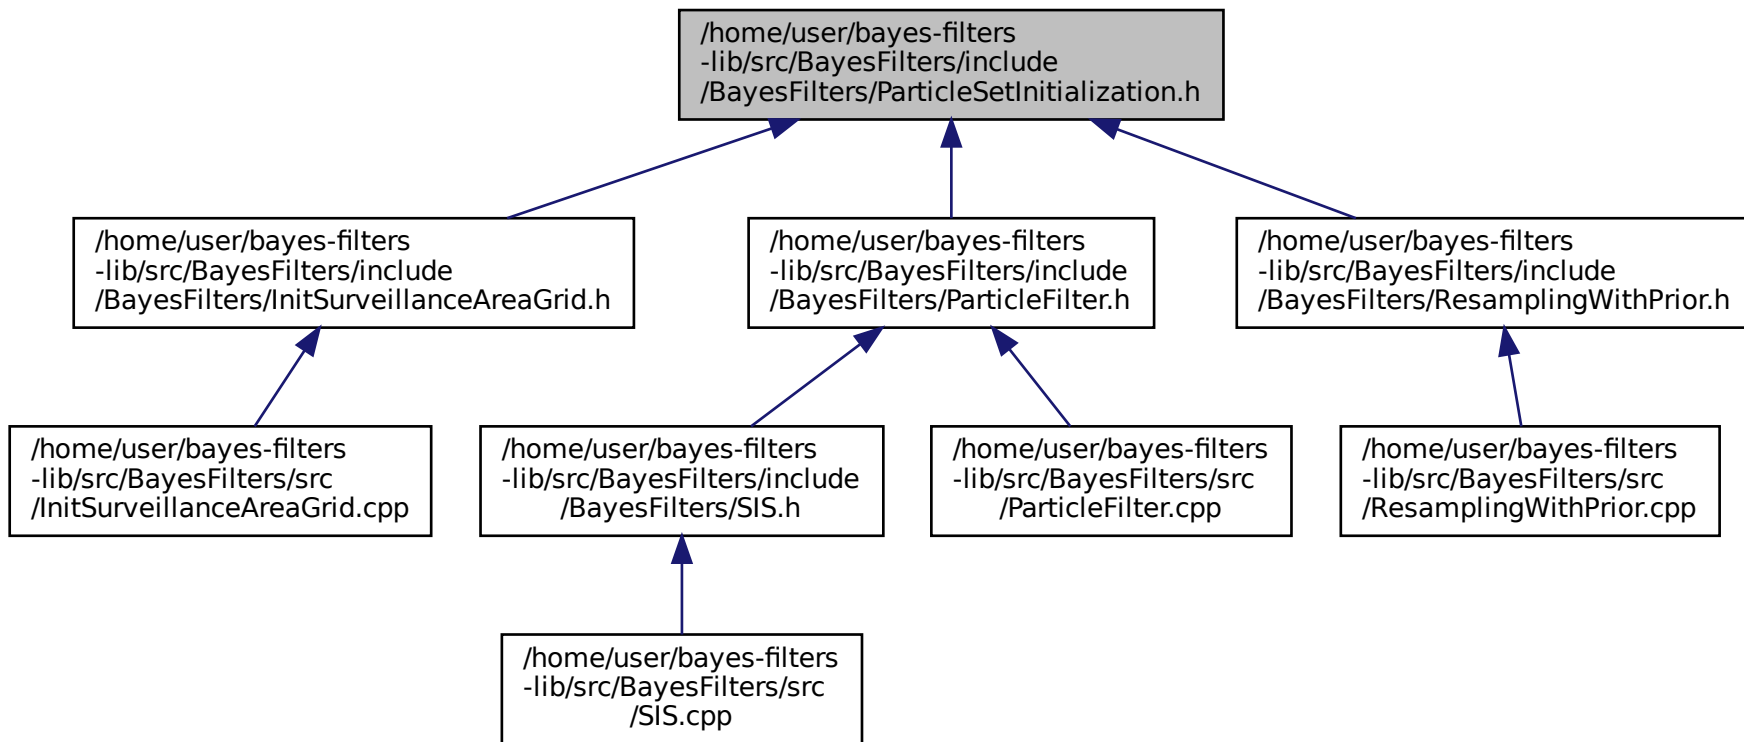 /home/user/bayes-filters
-lib/src/BayesFilters/include
/BayesFilters/ParticleSetInitialization.h
/home/user/bayes-filters
-lib/src/BayesFilters/include
/BayesFilters/InitSurveillanceAreaGrid.h
/home/user/bayes-filters
-lib/src/BayesFilters/include
/BayesFilters/ParticleFilter.h
/home/user/bayes-filters
-lib/src/BayesFilters/include
/BayesFilters/ResamplingWithPrior.h
/home/user/bayes-filters
-lib/src/BayesFilters/src
/InitSurveillanceAreaGrid.cpp
/home/user/bayes-filters
-lib/src/BayesFilters/include
/BayesFilters/SIS.h
/home/user/bayes-filters
-lib/src/BayesFilters/src
/ParticleFilter.cpp
/home/user/bayes-filters
-lib/src/BayesFilters/src
/ResamplingWithPrior.cpp
/home/user/bayes-filters
-lib/src/BayesFilters/src
/SIS.cpp